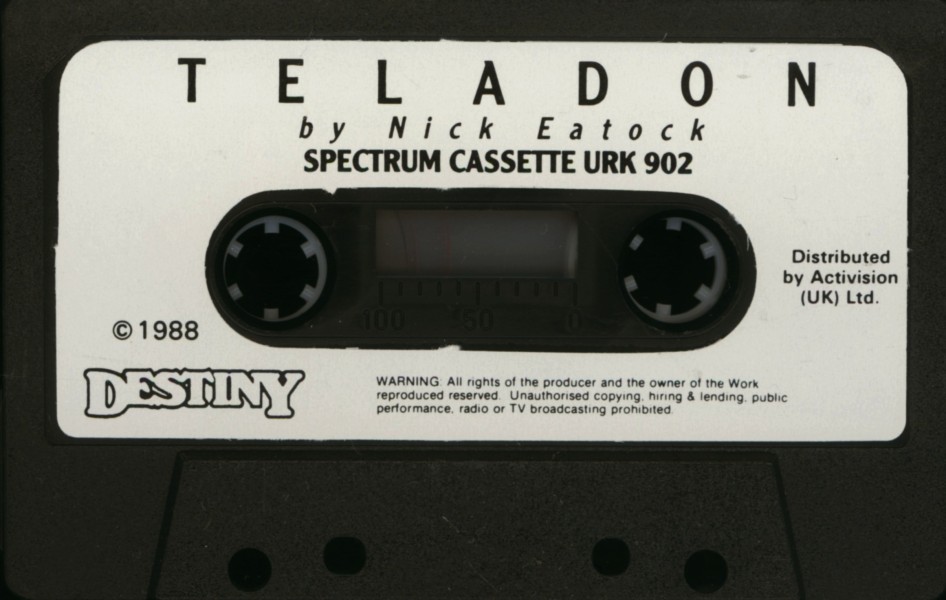 TELADON
by Nick Eatock
SPECTRUM CASSETTE URK 902
100 50 0
Distributed
by Activision
(UK) Ltd.
© 1988
DESTINY
WARNING: All rights of the producer and the owner of the Work
reproduced reserved. Unauthorised copying, hiring & lending, public
performance, radio or TV broadcasting prohibited.